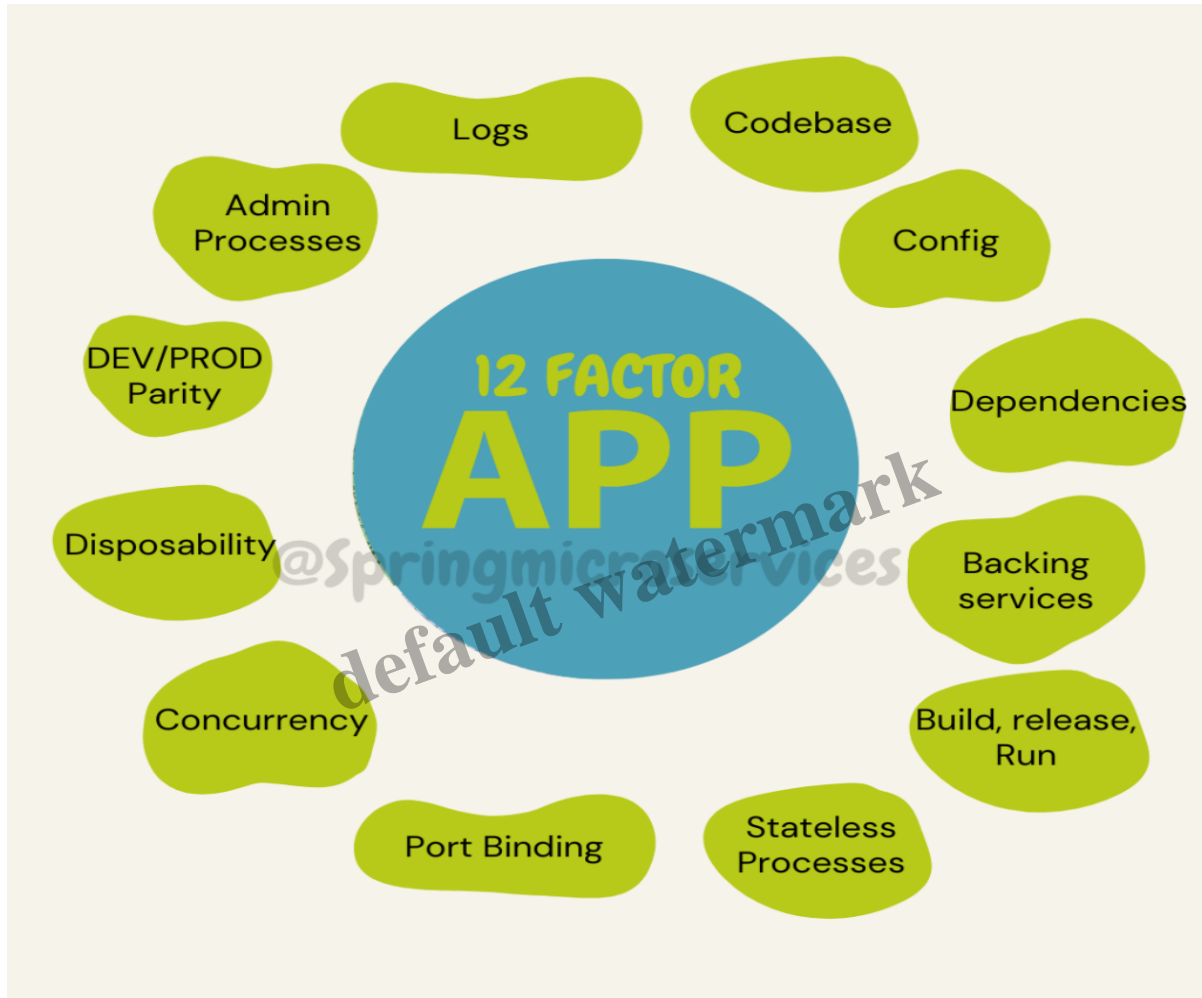 Logs
Codebase
Admin
Processes
Config
DEV/PROD
Parity
12 FACTOR
APP
Dependencies
Disposability
@Springmicroservices
default watermark
Backing
services
Concurrency
Build, release,
Run
Port Binding
Stateless
Processes